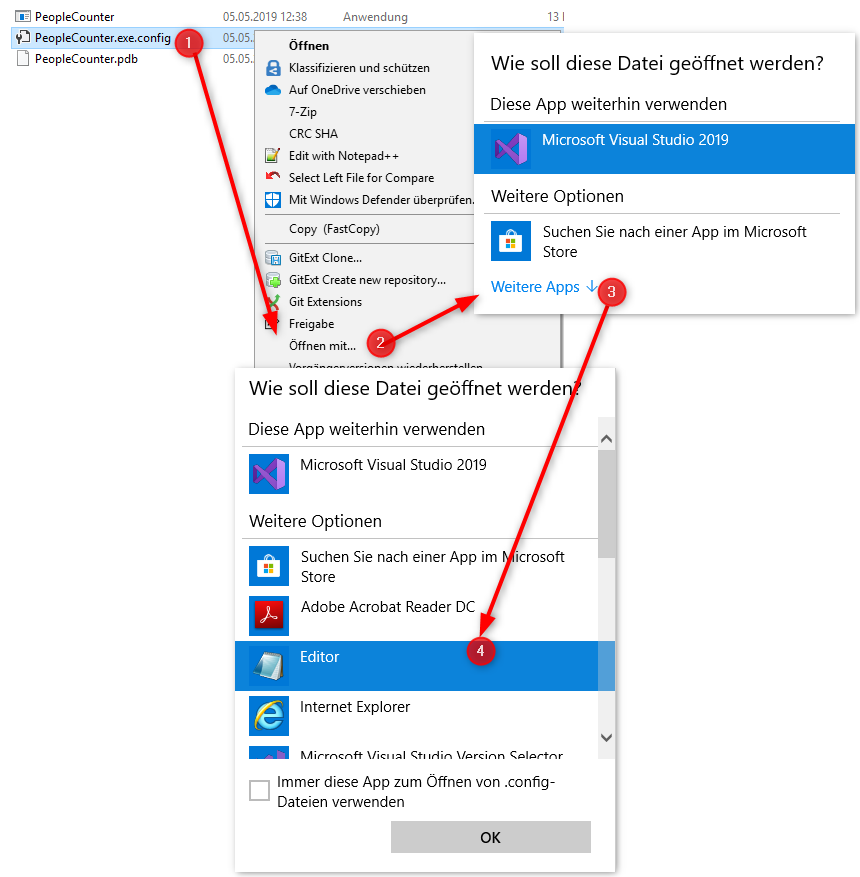 PeopleCounter 05.05.2019 12:38 Anwendung 13
PeopleCounter.exe.config 05.05.
PeopleCounter.pdb 05.05.
1
Öffnen
Klassifizieren und schützen
Auf OneDrive verschieben
7-Zip
CRC SHA
Edit with Notepad++
Select Left File for Compare
Mit Windows Defender überprüfen.
Copy (FastCopy)
GitExt Clone...
GitExt Create new repository...
Git Extensions
Freigabe
Öffnen mit...
2
Vorgängerversionen wiederherstellen
Wie soll diese Datei geöffnet werden?
Diese App weiterhin verwenden
Microsoft Visual Studio 2019
Weitere Optionen
Suchen Sie nach einer App im Microsoft
Store
Weitere Apps ↓
3
Wie soll diese Datei geöffnet werden?
Diese App weiterhin verwenden
Microsoft Visual Studio 2019
Weitere Optionen
Suchen Sie nach einer App im Microsoft
Store
Adobe Acrobat Reader DC
Editor
4
Internet Explorer
Microsoft Visual Studio Version Selector
Immer diese App zum Öffnen von .config-
Dateien verwenden
OK